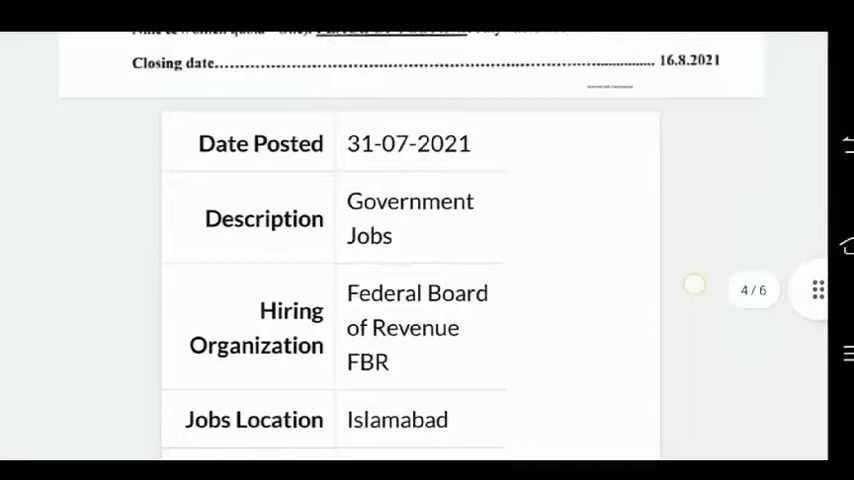 Closing date........................................................................................ 16.8.2021
Date Posted 31-07-2021
Description Government
Jobs
Hiring Federal Board
Organization of Revenue
FBR
Jobs Location Islamabad
4 / 6